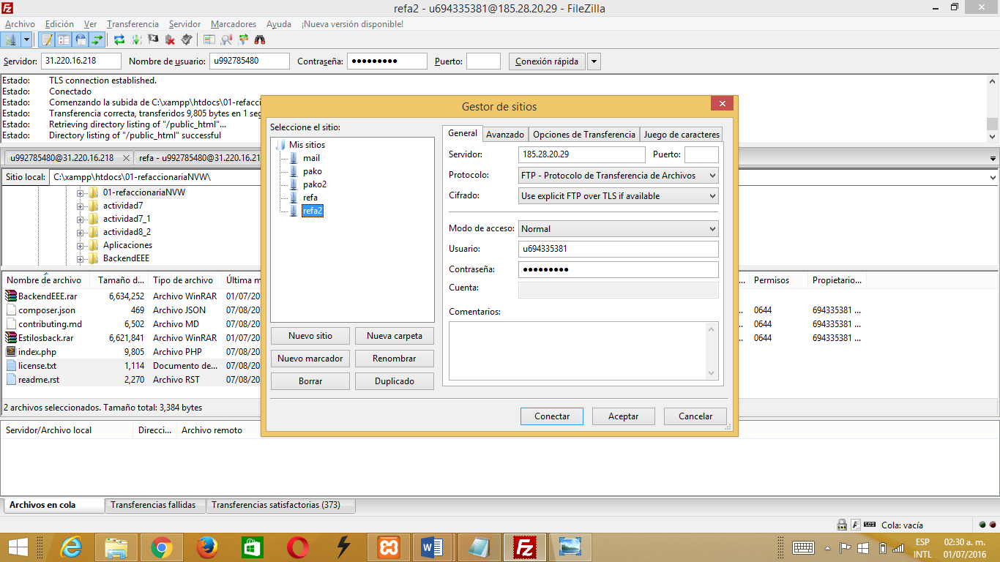 refa2 - u694335381@185.28.20.29 - FileZilla
Archivo Edición Ver Transferencia Servidor Marcadores Ayuda ¡Nueva versión disponible!
Servidor: 31.220.16.218 Nombre de usuario: u992785480 Contraseña: ●●●●●●●●● Puerto: Conexión rápida
Estado: TLS connection established.
Estado: Conectado
Estado: Comenzando la subida de C:\xampp\htdocs\01-refacci
Estado: Transferencia correcta, transferidos 9,805 bytes en 1 seg
Estado: Retrieving directory listing of "/public_html"...
Estado: Directory listing of "/public_html" successful
u992785480@31.220.16.218 refa - u992785480@31.220.16.21
Sitio local: C:\xampp\htdocs\01-refaccionariaNVW\
01-refaccionariaNVW
actividad7
actividad7_1
actividad8_2
Aplicaciones
BackendEEE
Nombre de archivo Tamaño d... Tipo de archivo Última m
BackendEEE.rar 6,634,252 Archivo WinRAR 01/07/20
composer.json 469 Archivo JSON 07/08/20
contributing.md 6,502 Archivo MD 07/08/20
Estilosback.rar 6,621,841 Archivo WinRAR 01/07/20
index.php 9,805 Archivo PHP 07/08/20
license.txt 1,114 Documento de... 07/08/20
readme.rst 2,270 Archivo RST 07/08/20
2 archivos seleccionados. Tamaño total: 3,384 bytes
Gestor de sitios
Seleccione el sitio:
Mis sitios
mail
pako
pako2
refa
refa2
Nuevo sitio Nueva carpeta
Nuevo marcador Renombrar
Borrar Duplicado
General Avanzado Opciones de Transferencia Juego de caracteres
Servidor: 185.28.20.29 Puerto:
Protocolo: FTP - Protocolo de Transferencia de Archivos
Cifrado: Use explicit FTP over TLS if available
Modo de acceso: Normal
Usuario: u694335381
Contraseña: ●●●●●●●●●
Cuenta:
Comentarios:
Conectar Aceptar Cancelar
... Permisos Propietario...
.. 0644 694335381 ...
.. 0644 694335381 ...
.. 0644 694335381 ...
Servidor/Archivo local Direcci... Archivo remoto
Archivos en cola Transferencias fallidas Transferencias satisfactorias (373)
Cola: vacía
ESP
INTL
02:30 a. m.
01/07/2016